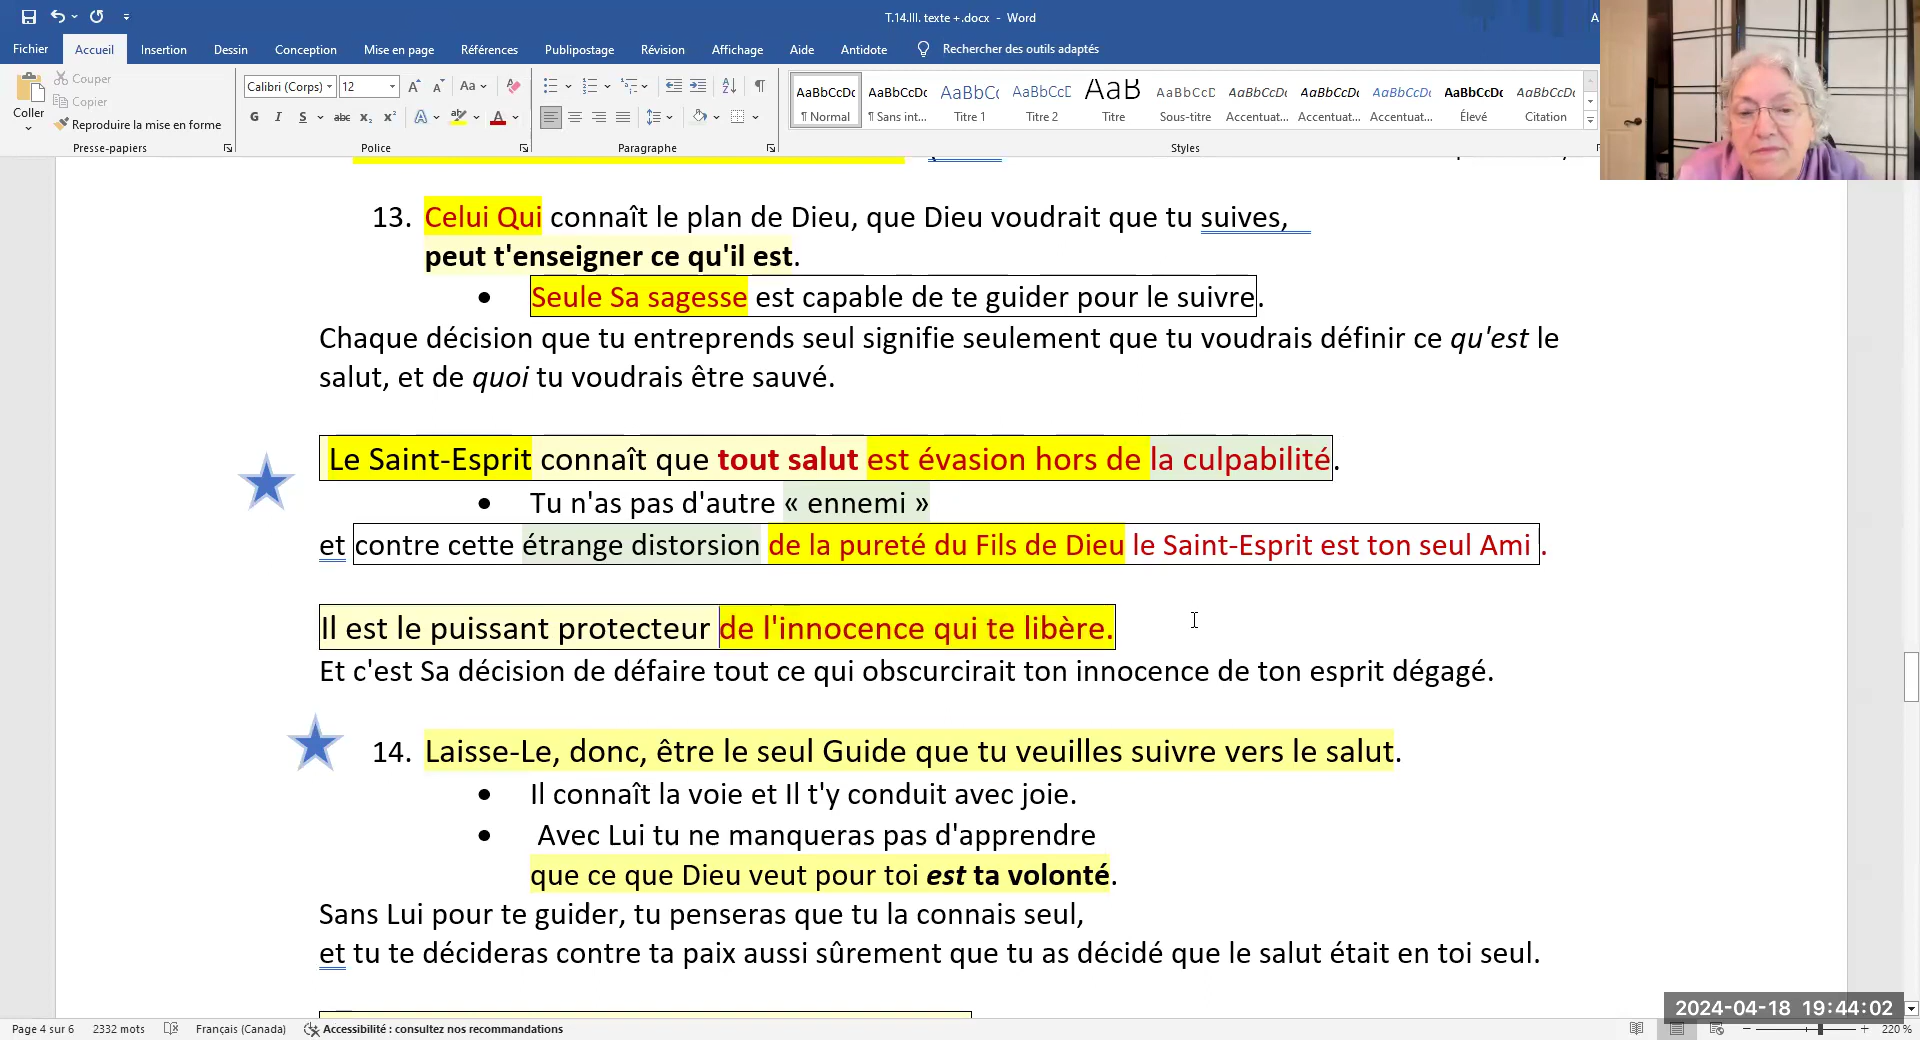 T.14.III. texte +.docx - Word
Fichier Accueil Insertion Dessin Conception Mise en page Références Publipostage Révision Affichage Aide Antidote Rechercher des outils adaptés
Coller
Couper
Copier
Reproduire la mise en forme
Presse-papiers
Calibri (Corps) 12
Police
Paragraphe
AaBbCcDc AaBbCcDc AaBbCc AaBbCcD AaB AaBbCcD AaBbCcDc AaBbCcDc AaBbCcDc AaBbCcDc AaBbCcDc
¶ Normal ¶ Sans int... Titre 1 Titre 2 Titre Sous-titre Accentuat... Accentuat... Accentuat... Élevé Citation
Styles
13. Celui Qui connaît le plan de Dieu, que Dieu voudrait que tu suives,
peut t'enseigner ce qu'il est.
• Seule Sa sagesse est capable de te guider pour le suivre.
Chaque décision que tu entreprends seul signifie seulement que tu voudrais définir ce qu'est le
salut, et de quoi tu voudrais être sauvé.
Le Saint-Esprit connaît que tout salut est évasion hors de la culpabilité.
• Tu n'as pas d'autre « ennemi »
et contre cette étrange distorsion de la pureté du Fils de Dieu le Saint-Esprit est ton seul Ami .
Il est le puissant protecteur de l'innocence qui te libère.
Et c'est Sa décision de défaire tout ce qui obscurcirait ton innocence de ton esprit dégagé.
14. Laisse-Le, donc, être le seul Guide que tu veuilles suivre vers le salut.
• Il connaît la voie et Il t'y conduit avec joie.
• Avec Lui tu ne manqueras pas d'apprendre
que ce que Dieu veut pour toi est ta volonté.
Sans Lui pour te guider, tu penseras que tu la connais seul,
et tu te décideras contre ta paix aussi sûrement que tu as décidé que le salut était en toi seul.
2024-04-18 19:44:02
Page 4 sur 6 2332 mots Français (Canada) Accessibilité : consultez nos recommandations 220 %